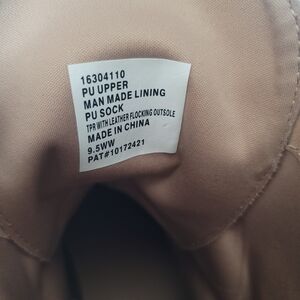 16304110
PU UPPER
MAN MADE LINING
PU SOCK
TPR WITH LEATHER FLOCKING OUTSOLE
MADE IN CHINA
9.5WW
PAT#10172421